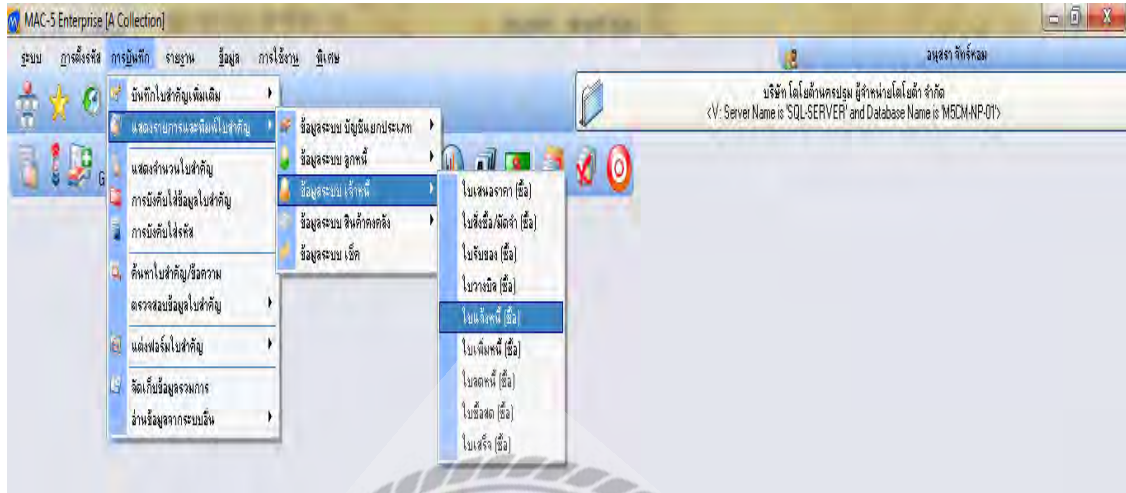 MAC-5 Enterprise [A Collection]
ระบบ การตั้งรหัส การบันทึก รายงาน ข้อมูล การใช้งาน พิเศษ
อนุสรา จัทร์หอม
บริษัท โตโยต้านครปฐม ผู้จำหน่ายโตโยต้า จำกัด
<V: Server Name is 'SQL-SERVER' and Database Name is 'M5CM-NP-01'>
บันทึกใบสำคัญเพิ่มเติม
แสดงรายการและพิมพ์ใบสำคัญ
แสดงจำนวนใบสำคัญ
การบังคับใส่ข้อมูลใบสำคัญ
การบังคับใส่รหัส
ค้นหาใบสำคัญ/ข้อความ
ตรวจสอบข้อมูลใบสำคัญ
แต่งฟอร์มใบสำคัญ
จัดเก็บข้อมูลรวมการ
อ่านข้อมูลจากระบบอื่น
G
ข้อมูลระบบ บัญชีแยกประเภท
ข้อมูลระบบ ลูกหนี้
ข้อมูลระบบ เจ้าหนี้
ข้อมูลระบบ สินค้าคงคลัง
ข้อมูลระบบ เช็ค
ใบเสนอราคา (ซื้อ)
ใบสั่งซื้อ/มัดจำ (ซื้อ)
ใบรับของ (ซื้อ)
ใบวางบิล (ซื้อ)
ใบแจ้งหนี้ (ซื้อ)
ใบเพิ่มหนี้ (ซื้อ)
ใบลดหนี้ (ซื้อ)
ใบซื้อสด (ซื้อ)
ใบเสร็จ (ซื้อ)